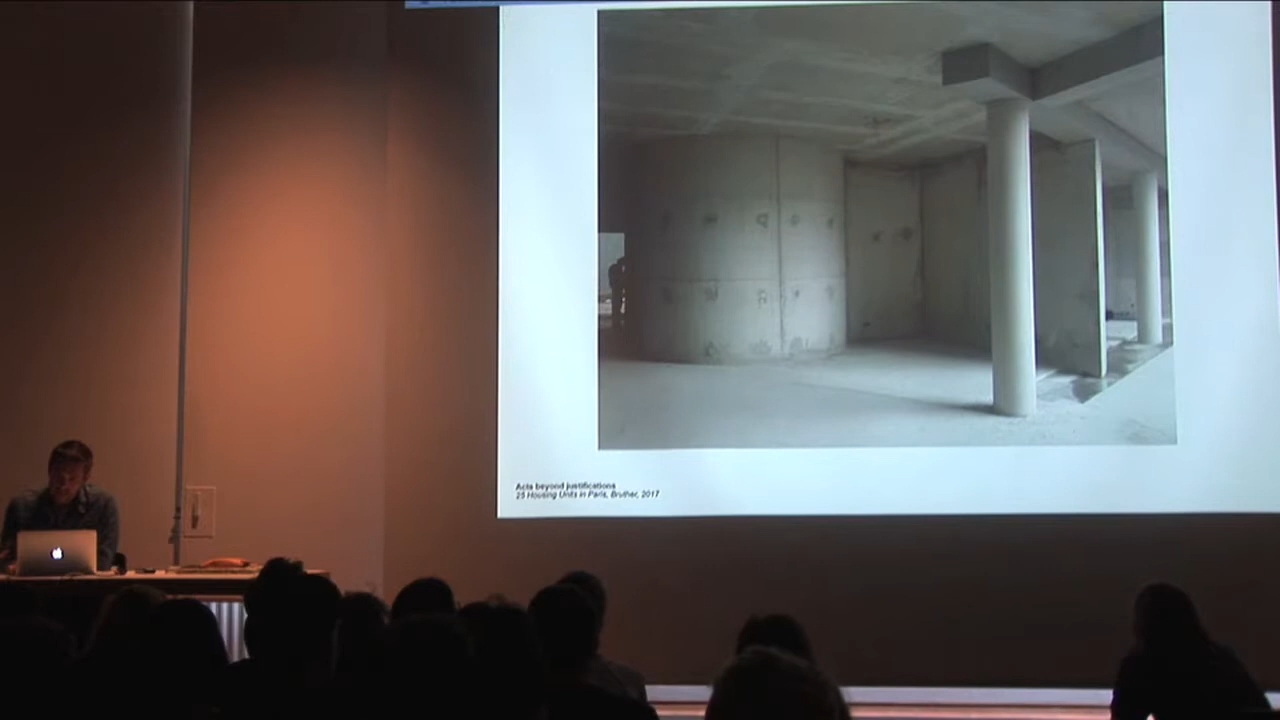 Acts beyond justifications
25 Housing Units in Paris, Bruther, 2017